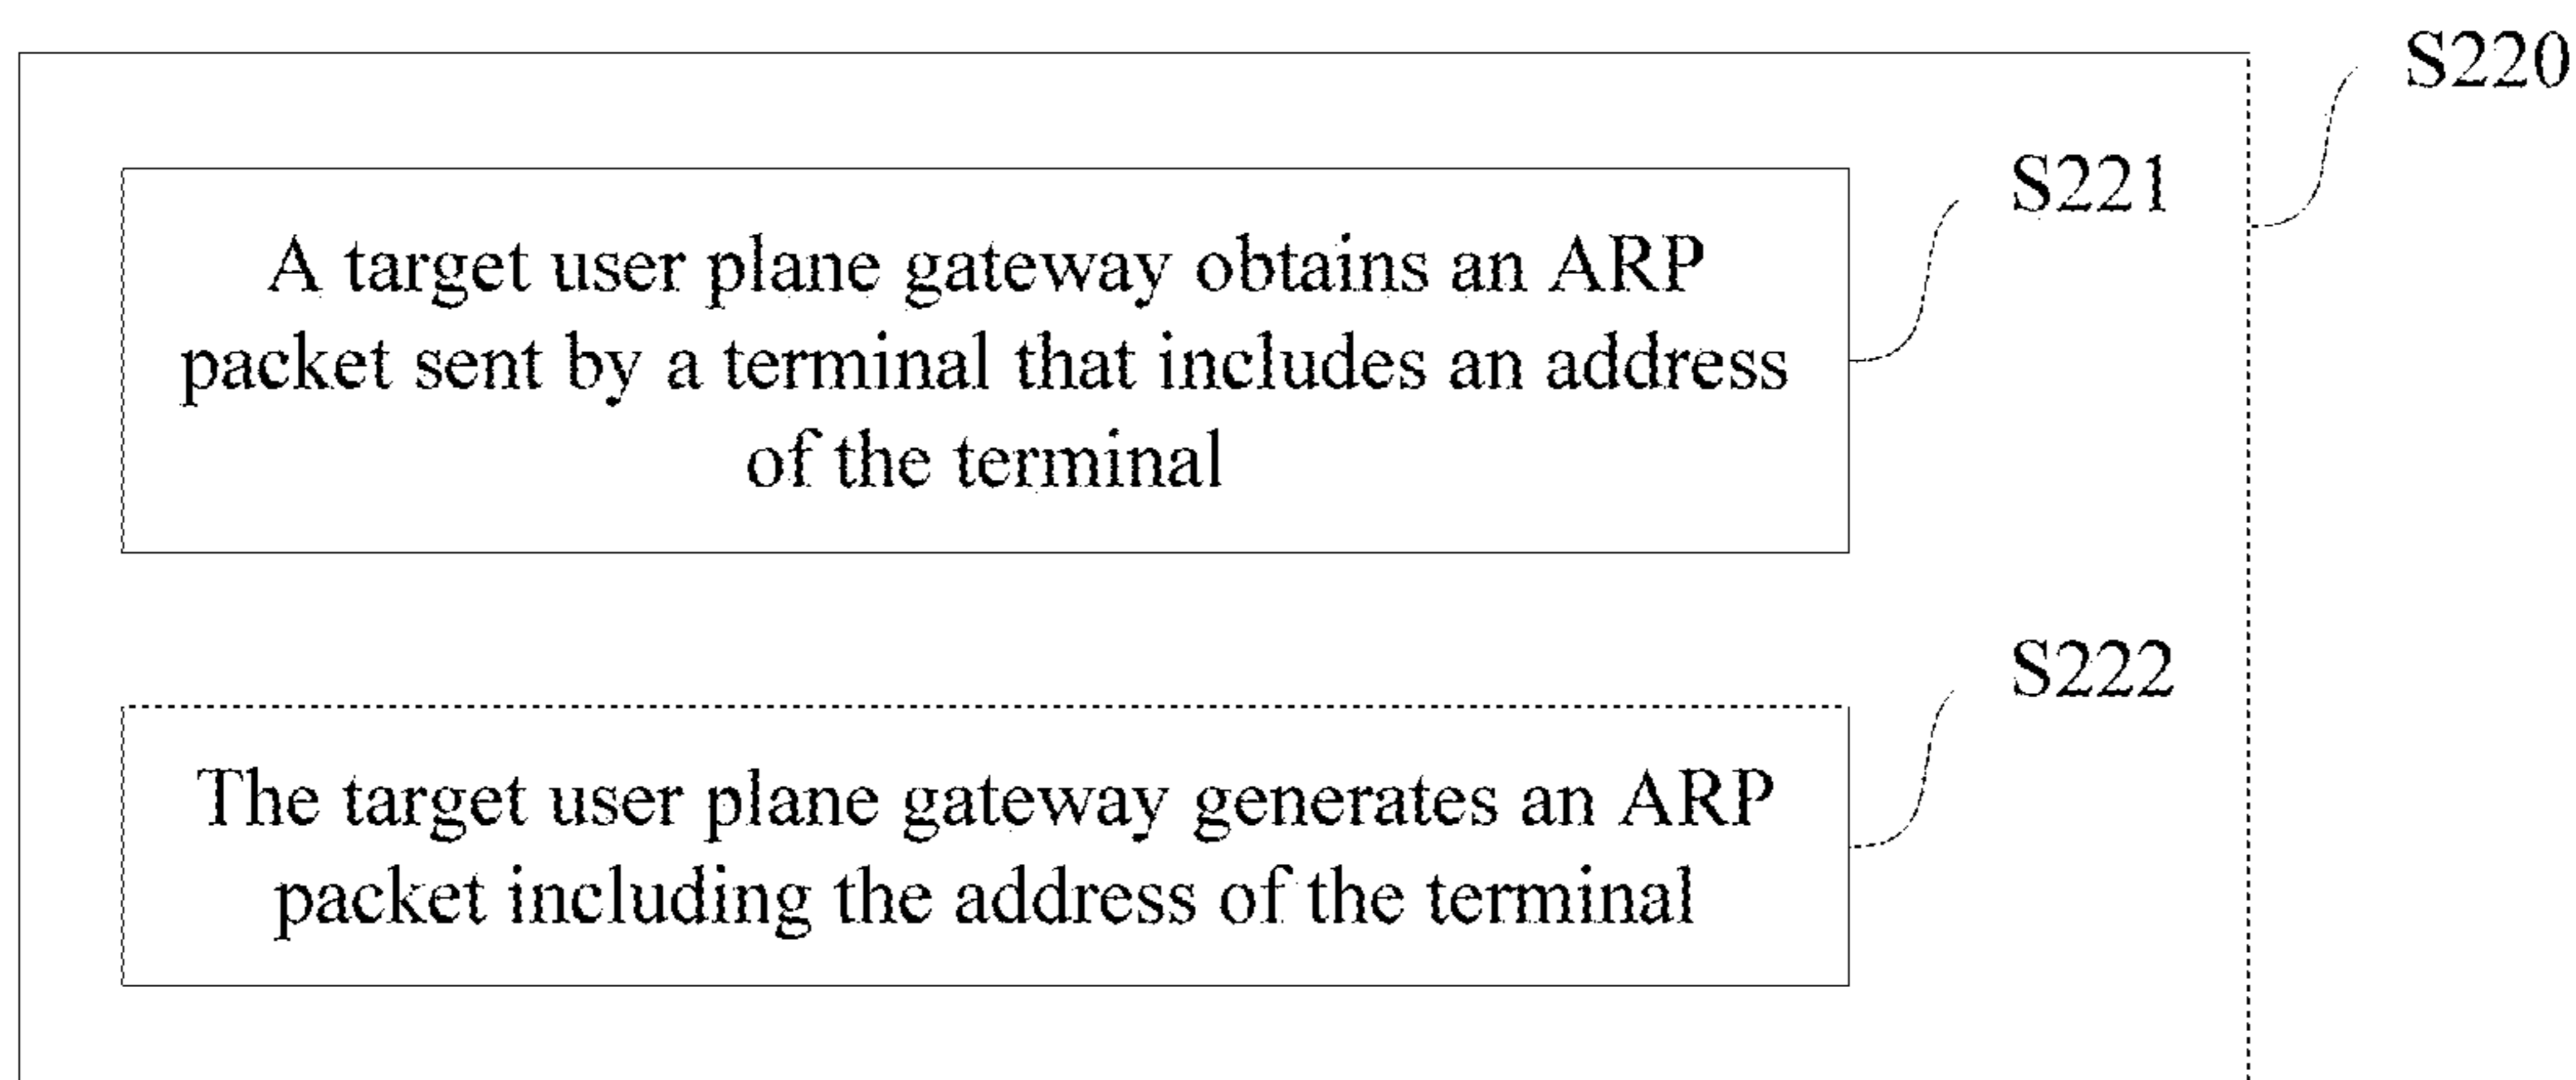 S220
S221
A target user plane gateway obtains an ARP
packet sent by a terminal that includes an address
of the terminal
S222
The target user plane gateway generates an ARP
packet including the address of the terminal